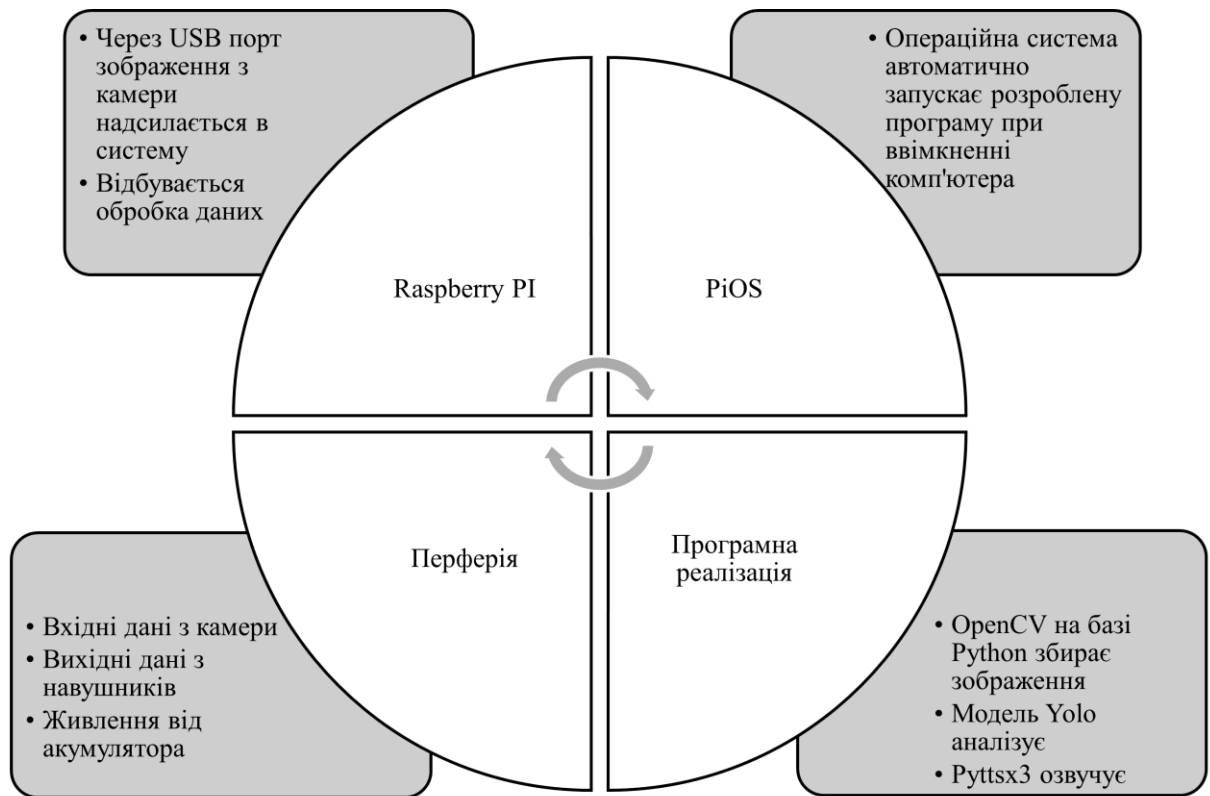 • Через USB порт
зображення з
камери
надсилається в
систему
• Відбувається
обробка даних
• Операційна система
автоматично
запускає розроблену
програму при
ввімкненні
комп'ютера
Raspberry PI
PiOS
Перферія
Програмна
реалізація
• Вхідні дані з камери
• Вихідні дані з
навушників
• Живлення від
акумулятора
• OpenCV на базі
Python збирає
зображення
• Модель Yolo
аналізує
• Pyttsx3 озвучує